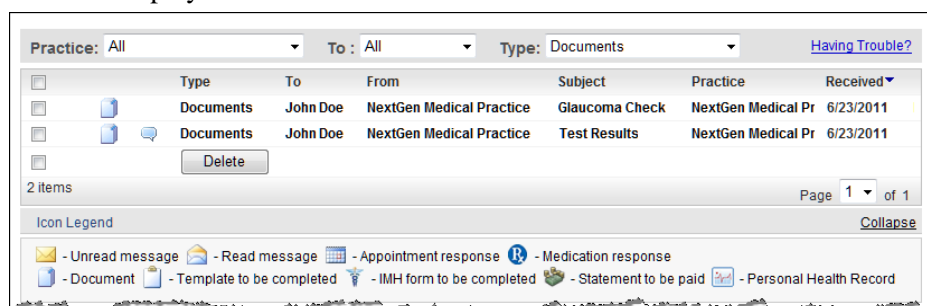 Practice: All To : All Type: Documents Having Trouble?
Type To From Subject Practice Received
Documents John Doe NextGen Medical Practice Glaucoma Check NextGen Medical Pr 6/23/2011
Documents John Doe NextGen Medical Practice Test Results NextGen Medical Pr 6/23/2011
Delete
2 items
Page 1 of 1
Icon Legend Collapse
- Unread message - Read message - Appointment response - Medication response
- Document - Template to be completed - IMH form to be completed - Statement to be paid - Personal Health Record